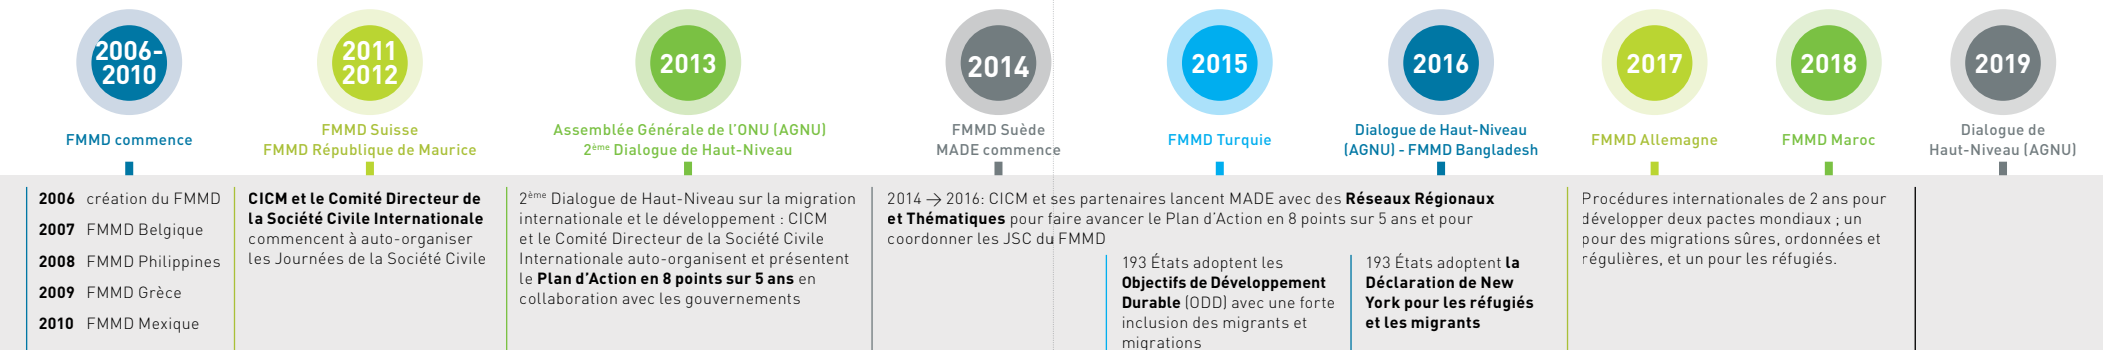 2006-
2010
FMMD commence
2006 création du FMMD
2007 FMMD Belgique
2008 FMMD Philippines
2009 FMMD Grèce
2010 FMMD Mexique
2011
2012
FMMD Suisse
FMMD République de Maurice
CICM et le Comité Directeur de
la Société Civile Internationale
commencent à auto-organiser
les Journées de la Société Civile
2013
Assemblée Générale de l'ONU (AGNU)
2ème Dialogue de Haut-Niveau
2ème Dialogue de Haut-Niveau sur la migration
internationale et le développement : CICM
et le Comité Directeur de la Société Civile
Internationale auto-organisent et présentent
le Plan d'Action en 8 points sur 5 ans en
collaboration avec les gouvernements
2014
FMMD Suède
MADE commence
2014 → 2016: CICM et ses partenaires lancent MADE avec des Réseaux Régionaux
et Thématiques pour faire avancer le Plan d'Action en 8 points sur 5 ans et pour
coordonner les JSC du FMMD
2015
FMMD Turquie
193 États adoptent les
Objectifs de Développement
Durable (ODD) avec une forte
inclusion des migrants et
migrations
2016
Dialogue de Haut-Niveau
(AGNU) - FMMD Bangladesh
193 États adoptent la
Déclaration de New
York pour les réfugiés
et les migrants
2017
FMMD Allemagne
2018
FMMD Maroc
Procédures internationales de 2 ans pour
développer deux pactes mondiaux ; un
pour des migrations sûres, ordonnées et
régulières, et un pour les réfugiés.
2019
Dialogue de
Haut-Niveau (AGNU)